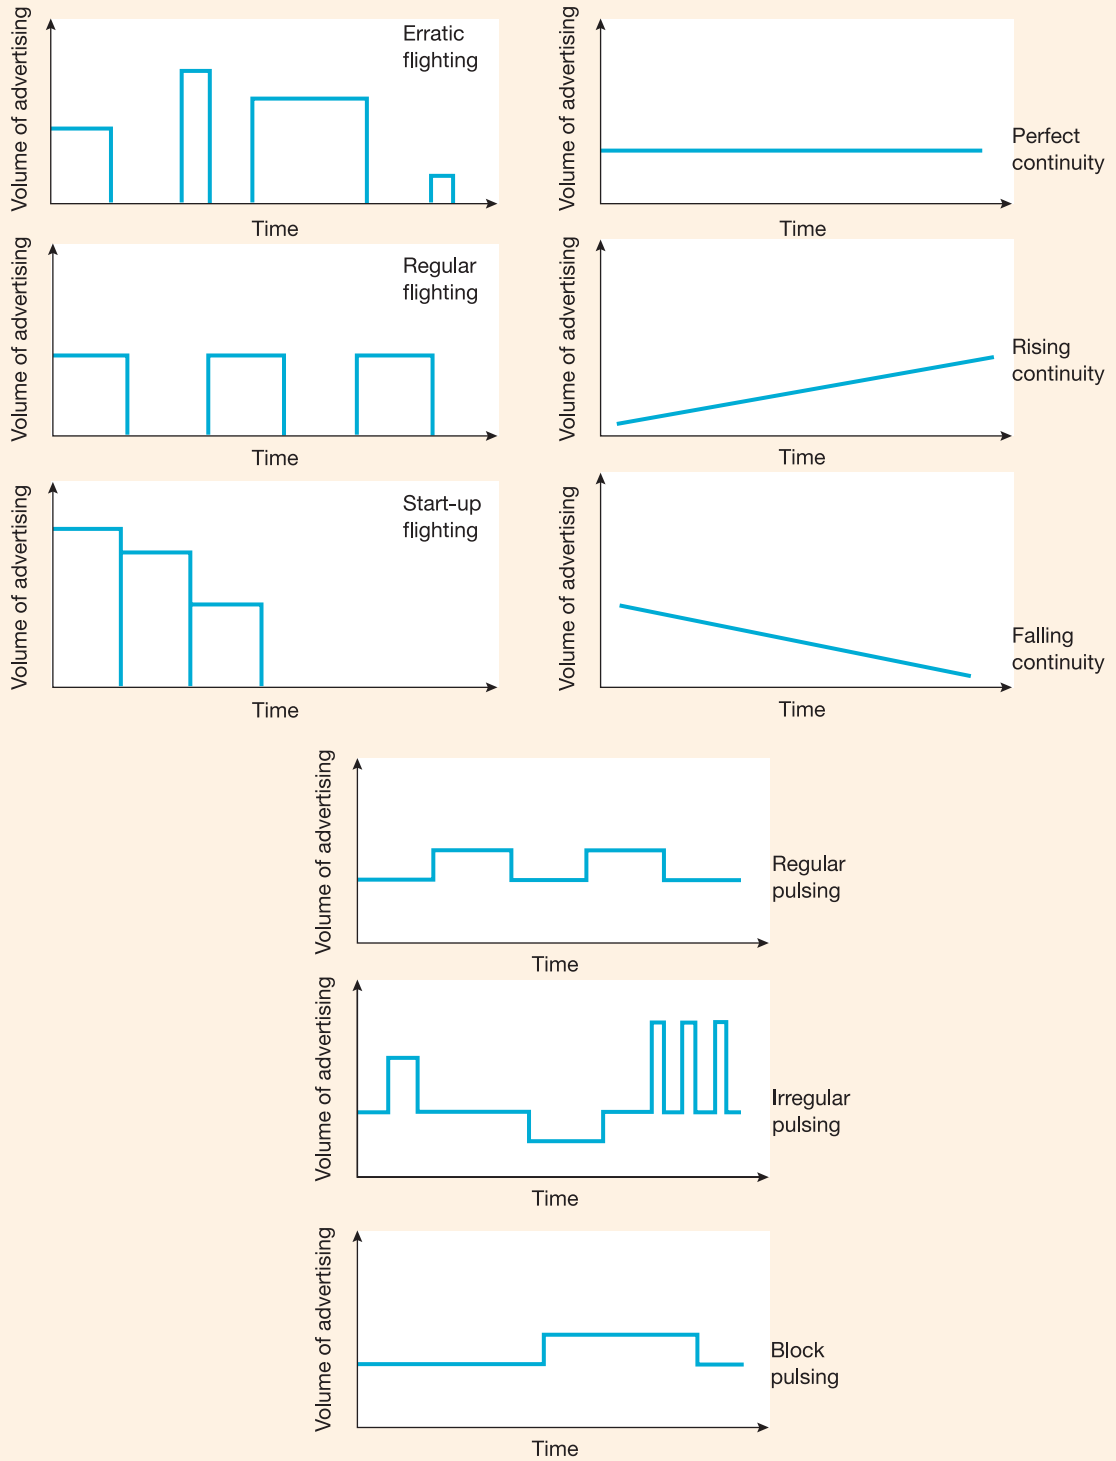 Volume of advertising
Erratic
flighting
Time
Volume of advertising
Perfect
continuity
Time
Volume of advertising
Regular
flighting
Time
Volume of advertising
Rising
continuity
Time
Volume of advertising
Start-up
flighting
Time
Volume of advertising
Falling
continuity
Time
Volume of advertising
Regular
pulsing
Time
Volume of advertising
Irregular
pulsing
Time
Volume of advertising
Block
pulsing
Time